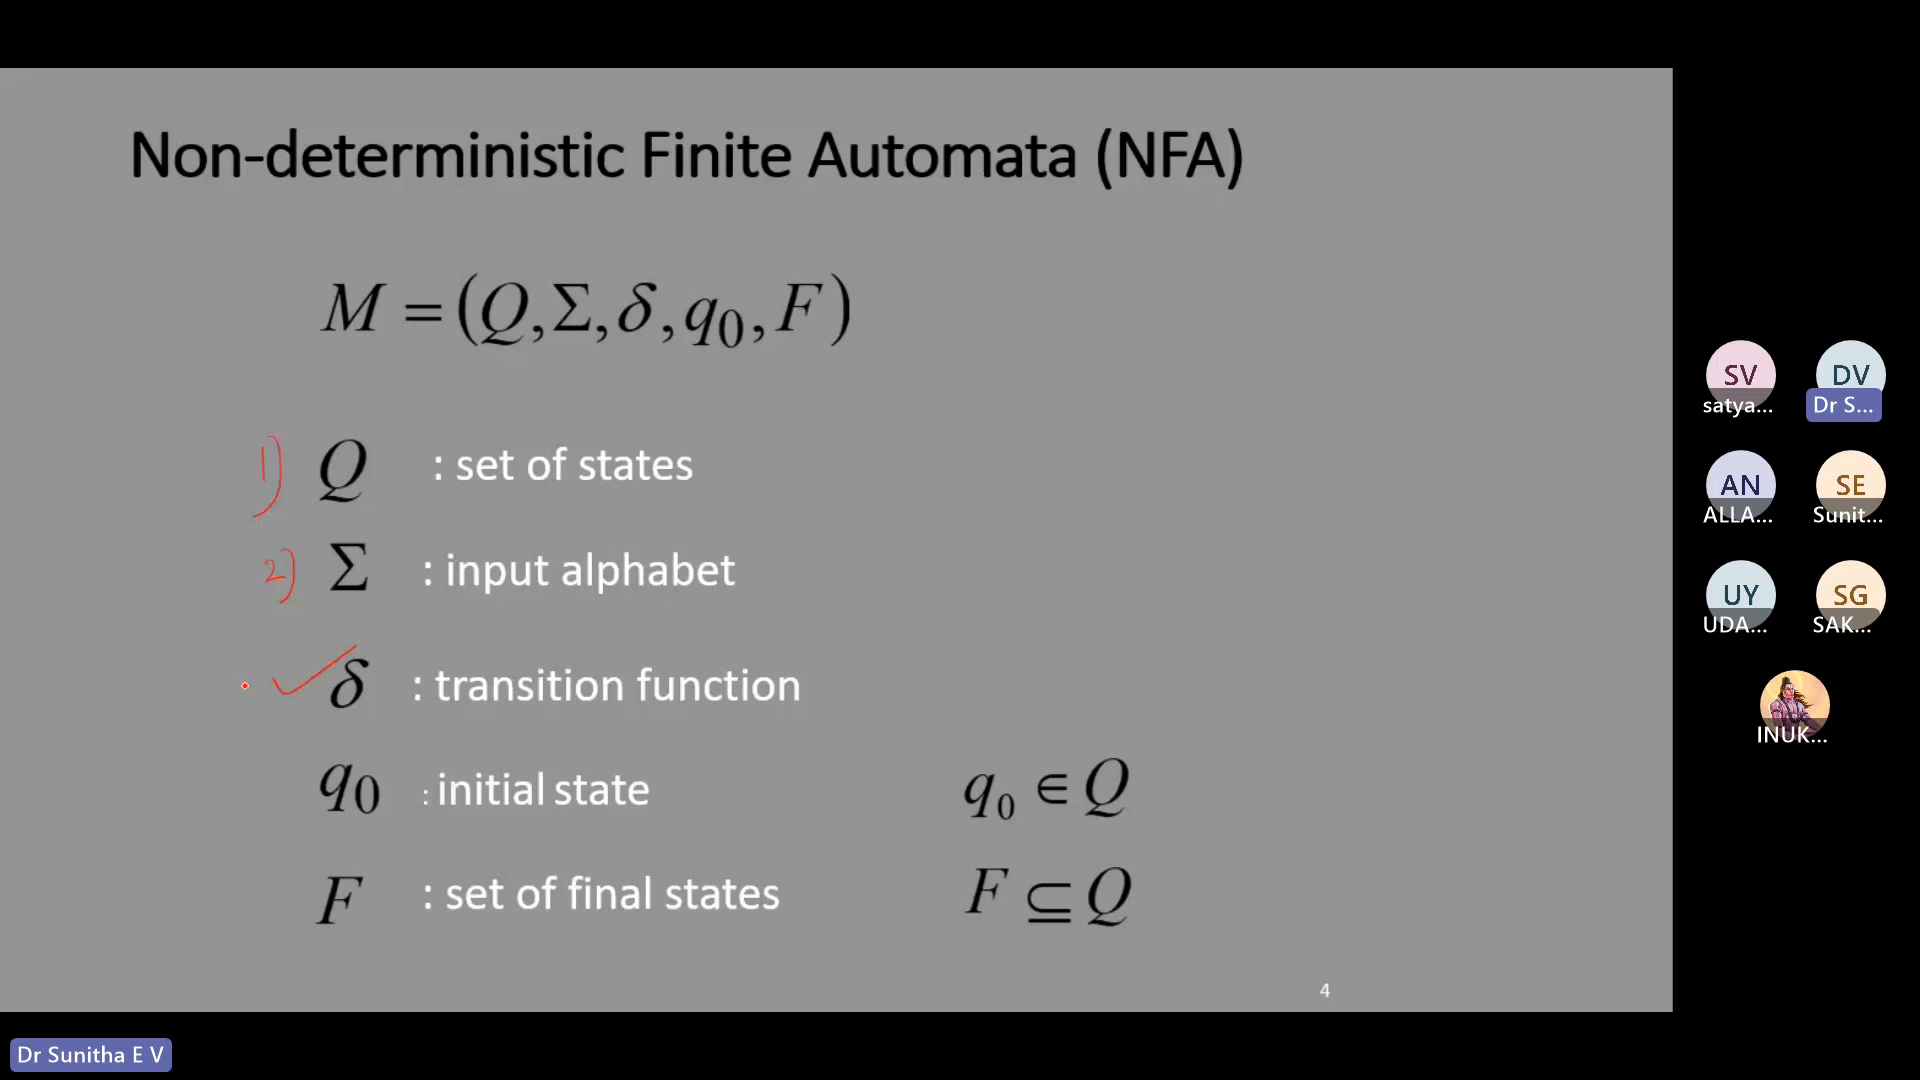 Non-deterministic Finite Automata (NFA)
M = (Q, Σ, δ, q₀, F)
1) Q : set of states
2) Σ : input alphabet
✓ δ : transition function
q₀ : initial state q₀ ∈ Q
F : set of final states F ⊆ Q
4
SV
satya...
DV
Dr S...
AN
ALLA...
SE
Sunit...
UY
UDA...
SG
SAK...
INUK...
Dr Sunitha E V